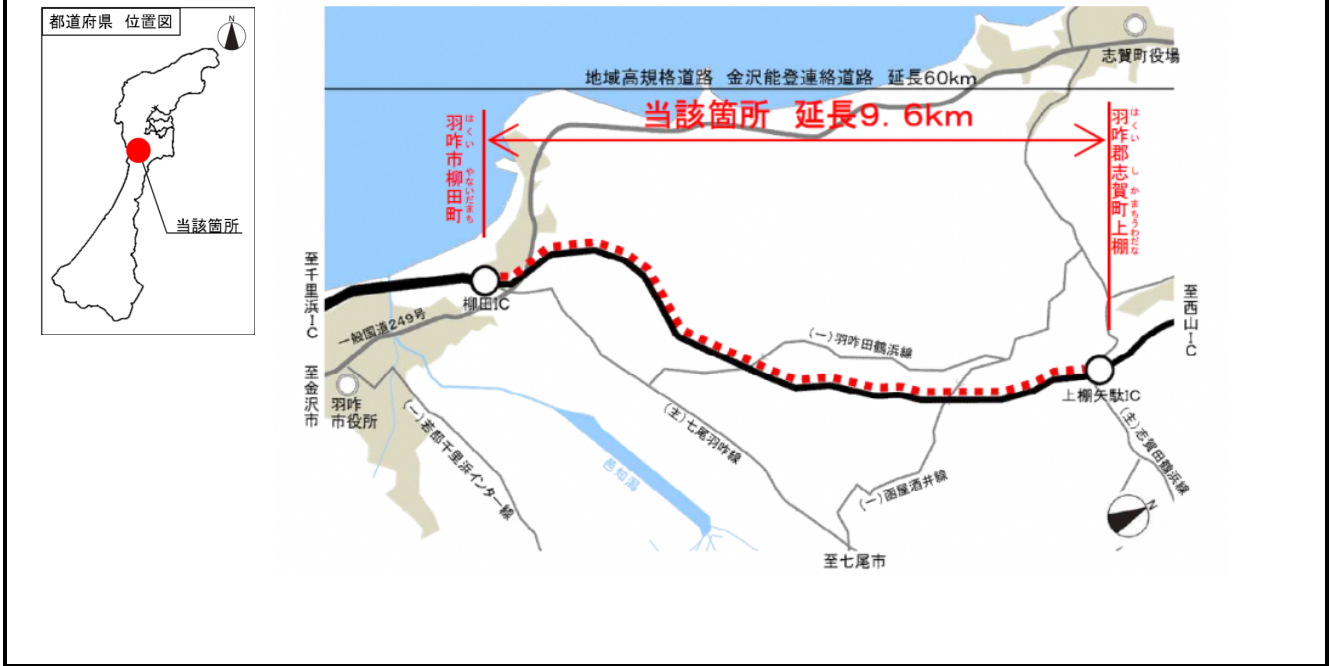 都道府県 位置図
N
当該箇所
志賀町役場
地域高規格道路 金沢能登連絡道路 延長60km
当該箇所 延長9.6km
羽咋市柳田町
はくい やないだまち
羽咋郡志賀町上棚
はくい しかまちうわだな
至千里浜IC
柳田IC
一般国道249号
至金沢市
羽咋
市役所
(一)若部千里浜インター線
邑知潟
(主)七尾羽咋線
(一)羽咋田鶴浜線
(一)函屋酒井線
上棚矢駄IC
(主)志賀田鶴浜線
至西山IC
N
至七尾市